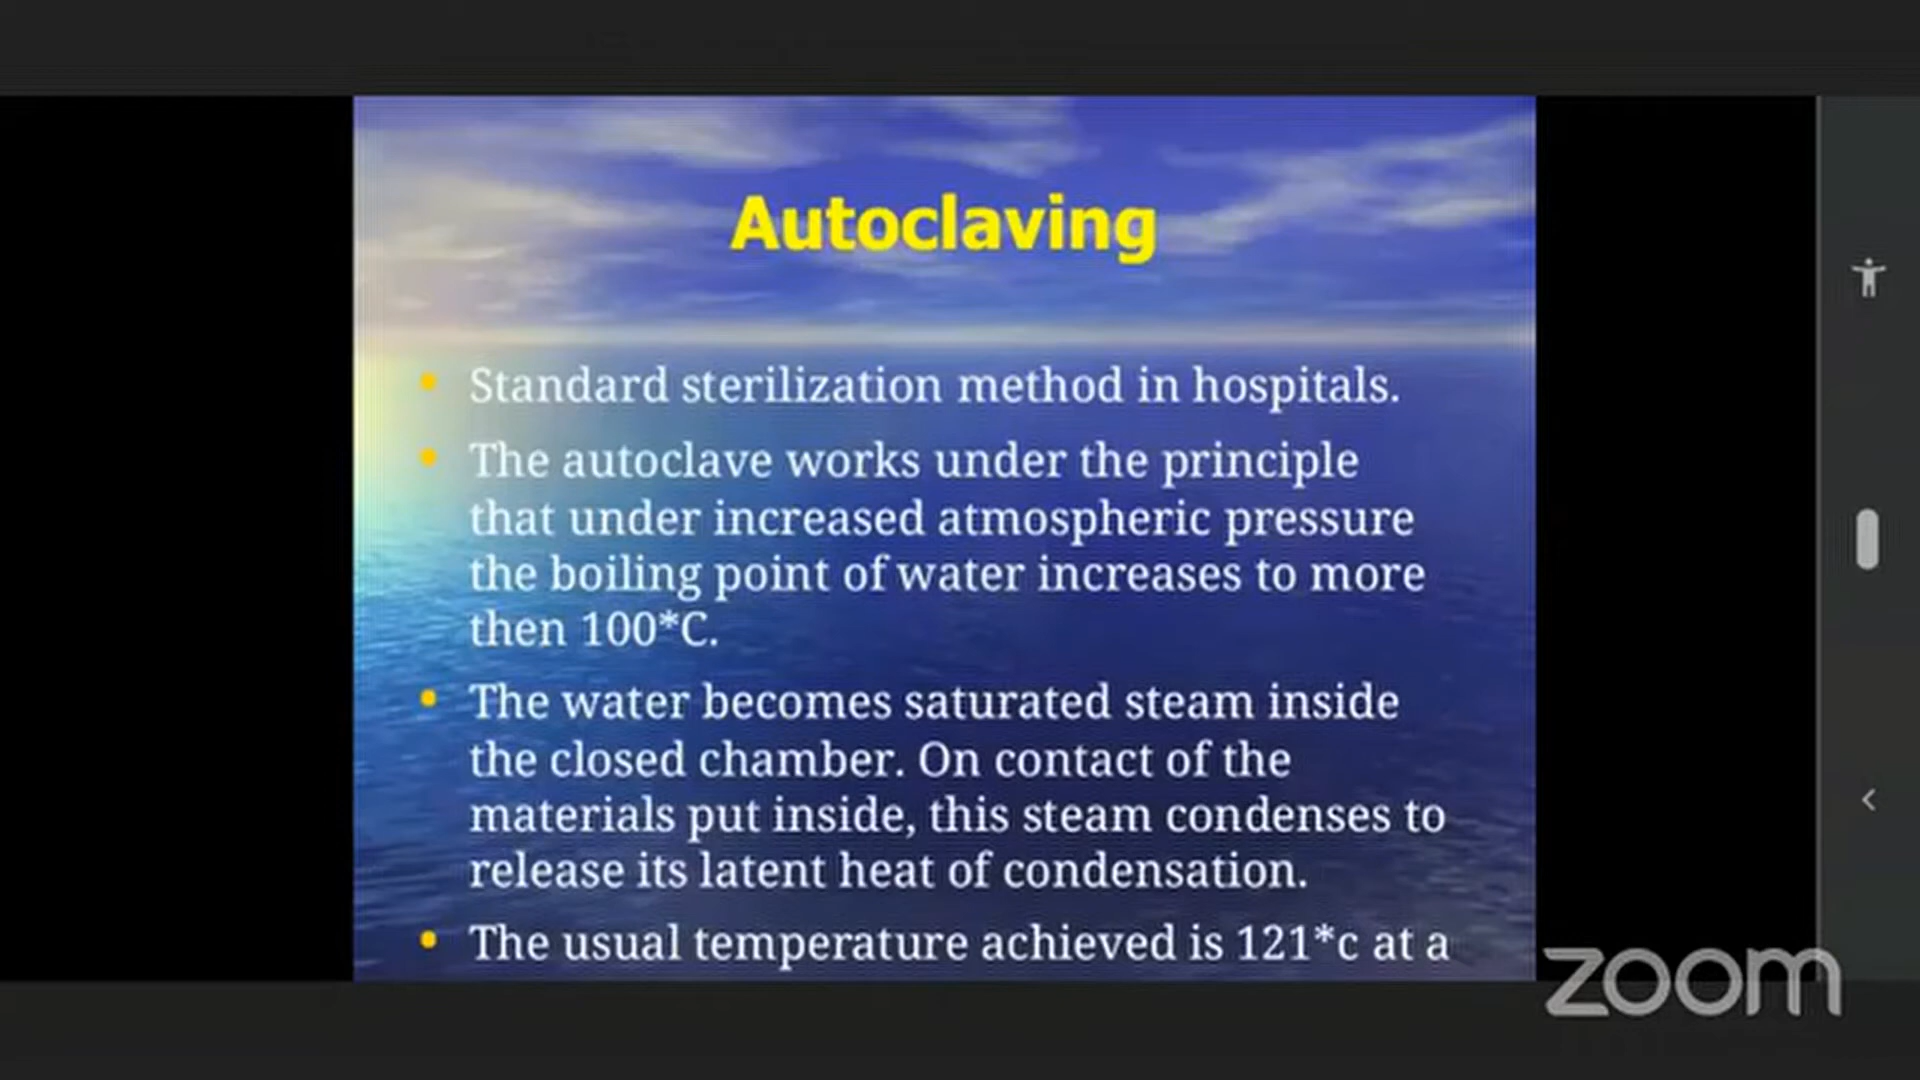 Autoclaving
• Standard sterilization method in hospitals.
• The autoclave works under the principle
that under increased atmospheric pressure
the boiling point of water increases to more
then 100*C.
• The water becomes saturated steam inside
the closed chamber. On contact of the
materials put inside, this steam condenses to
release its latent heat of condensation.
• The usual temperature achieved is 121*c at a
zoom